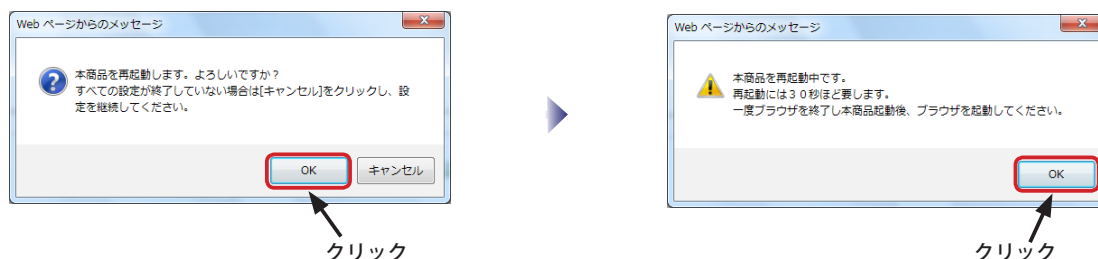 Web ページからのメッセージ
本商品を再起動します。よろしいですか？
すべての設定が終了していない場合は[キャンセル]をクリックし、設
定を継続してください。
OK
キャンセル
クリック
Web ページからのメッセージ
本商品を再起動中です。
再起動には３０秒ほど要します。
一度ブラウザを終了し本商品起動後、ブラウザを起動してください。
OK
クリック